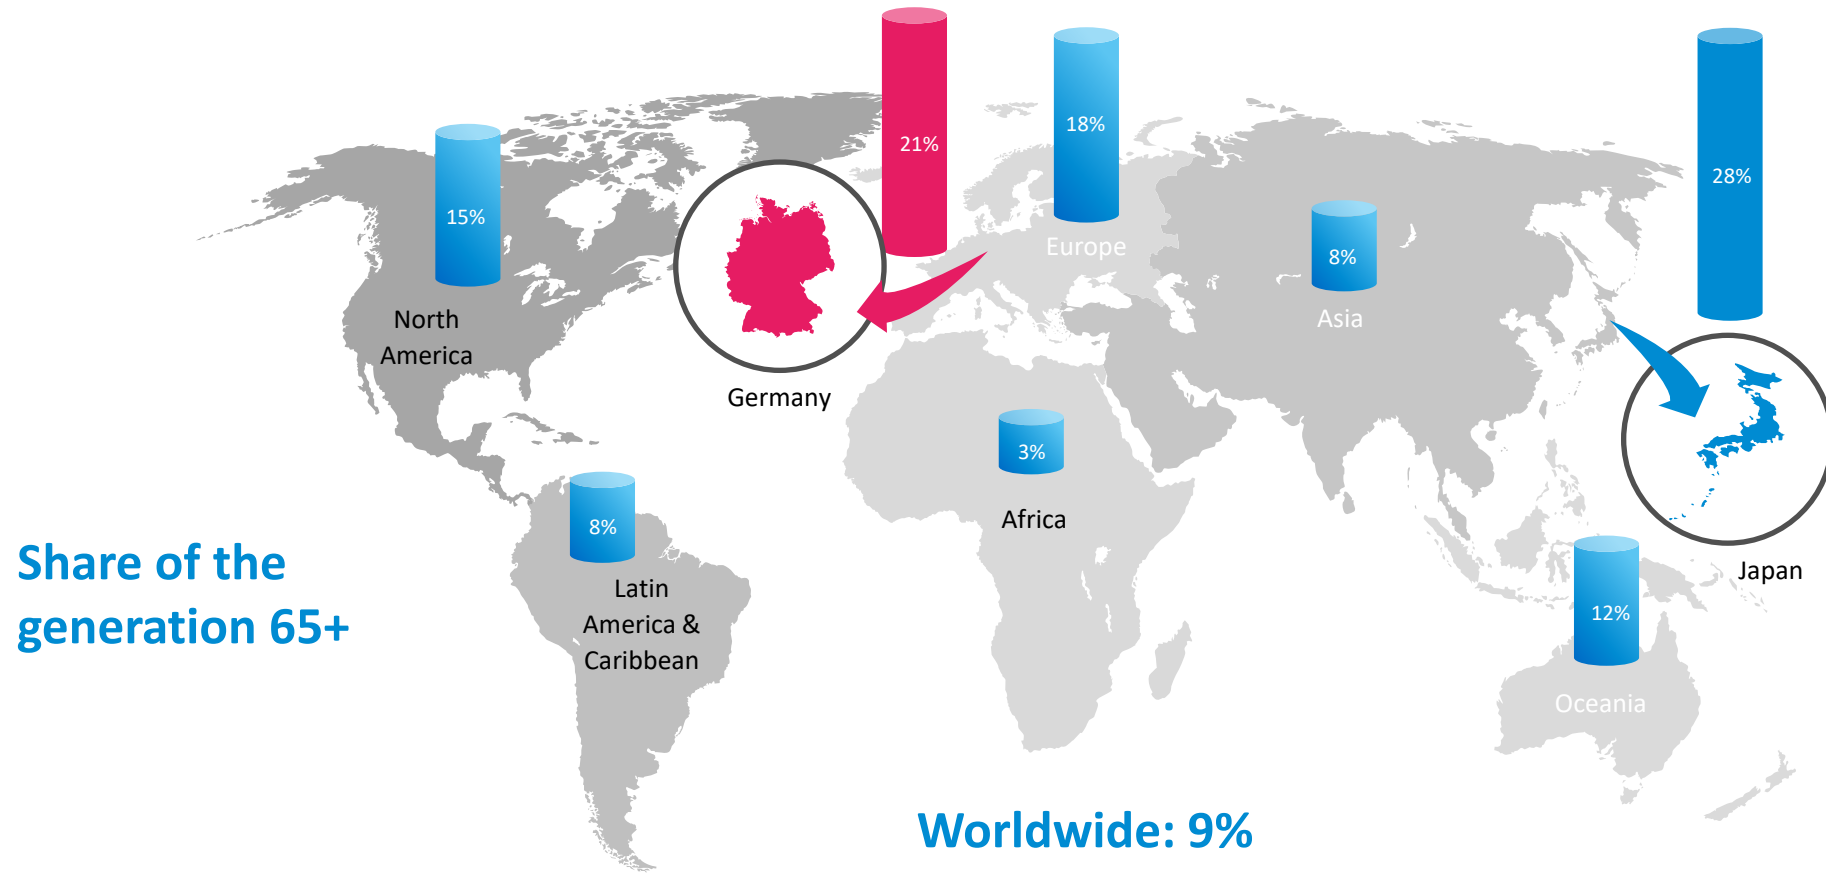 21%
18%
28%
15%
8%
Europe
North
America
Asia
Germany
3%
Africa
8%
Latin
America &
Caribbean
Share of the
generation 65+
Japan
12%
Oceania
Worldwide: 9%